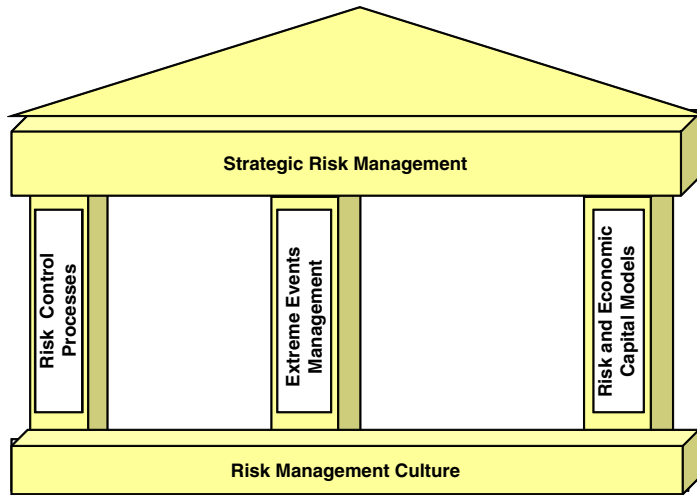 Strategic Risk Management
Risk Control
Processes
Extreme Events
Management
Risk and Economic
Capital Models
Risk Management Culture